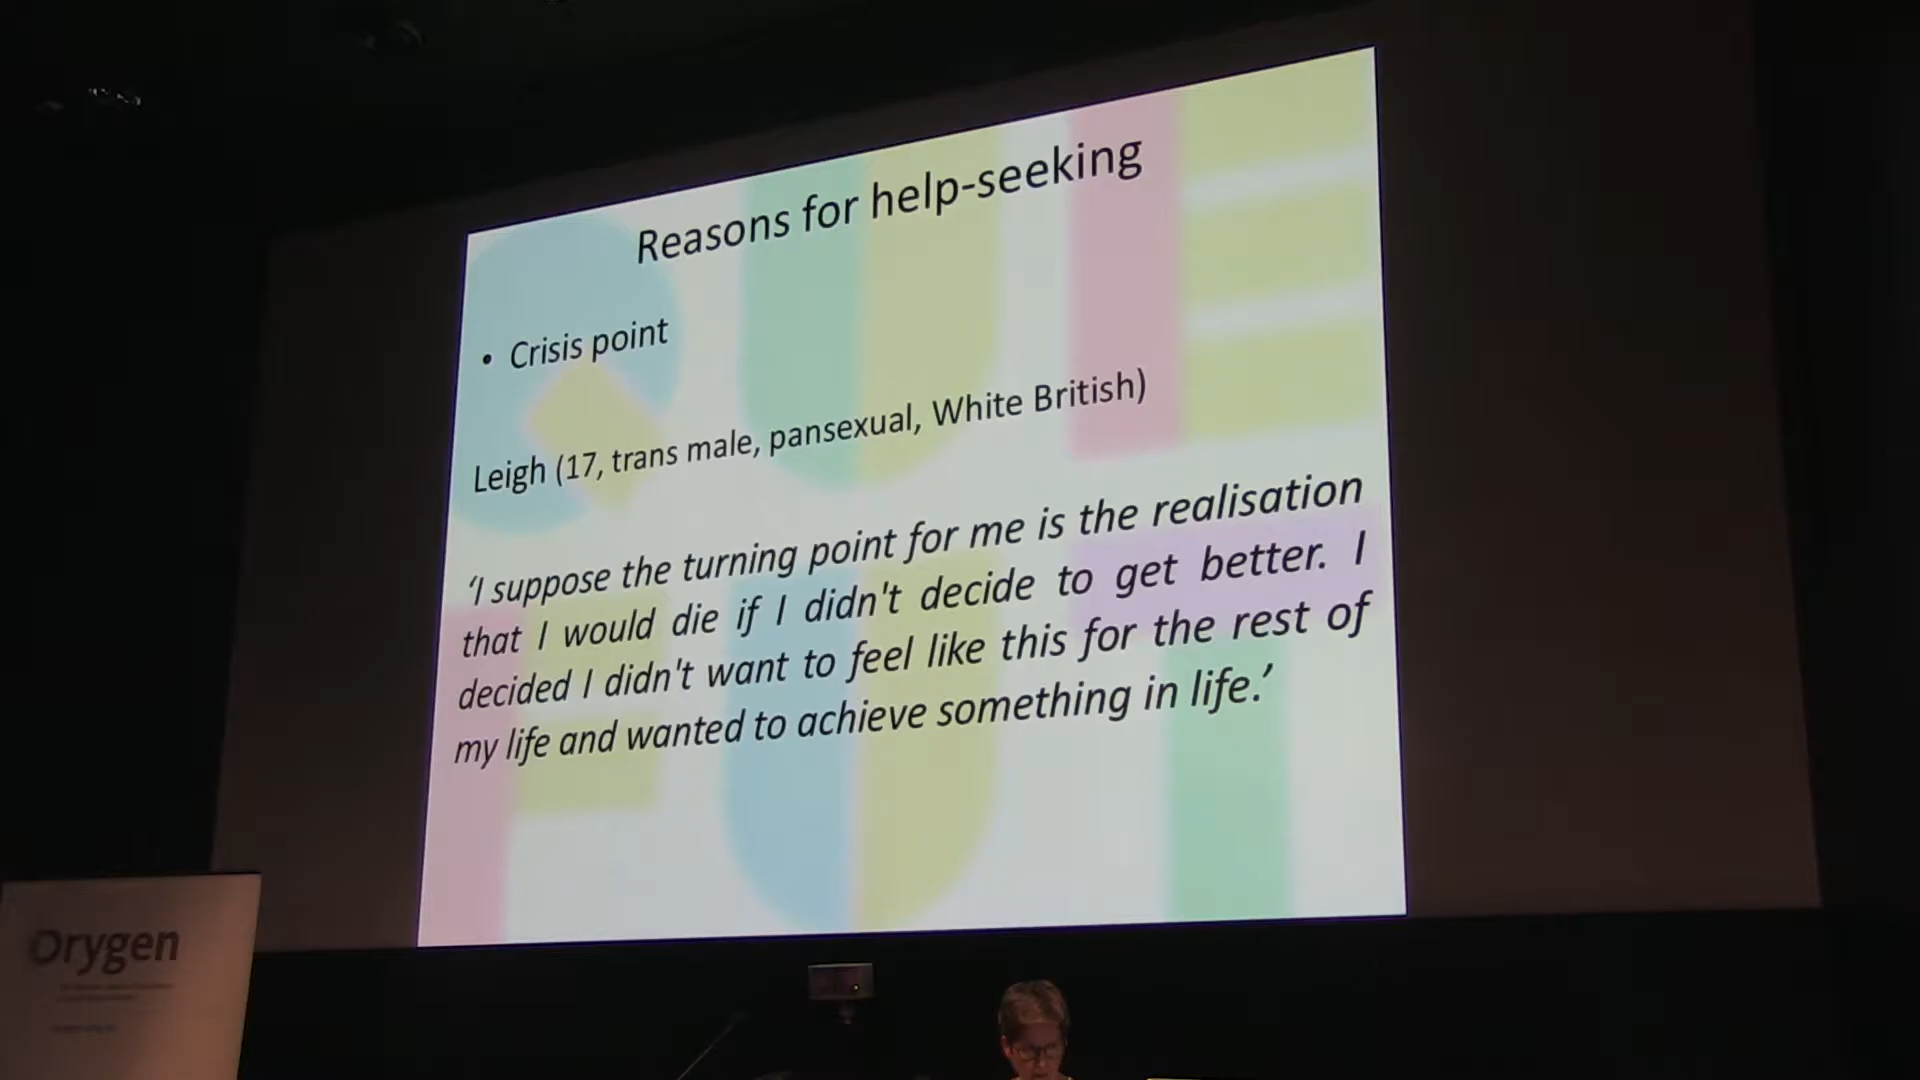 Reasons for help-seeking
• Crisis point
Leigh (17, trans male, pansexual, White British)
‘I suppose the turning point for me is the realisation
that I would die if I didn't decide to get better. I
decided I didn't want to feel like this for the rest of
my life and wanted to achieve something in life.’
Orygen